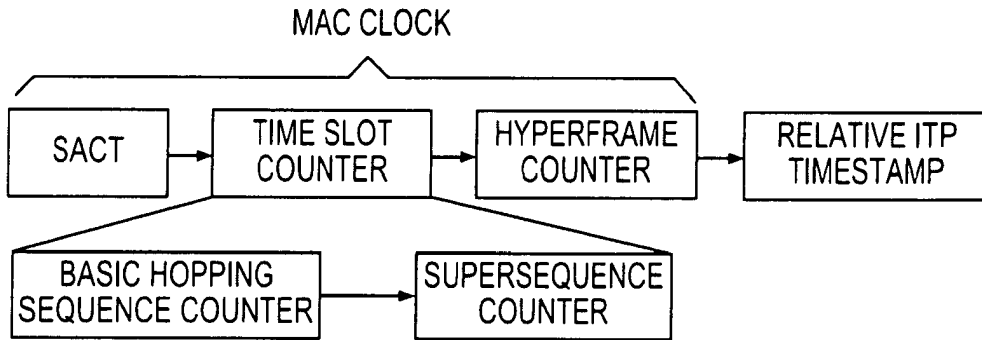 MAC CLOCK
SACT
TIME SLOT
COUNTER
HYPERFRAME
COUNTER
RELATIVE ITP
TIMESTAMP
BASIC HOPPING
SEQUENCE COUNTER
SUPERSEQUENCE
COUNTER